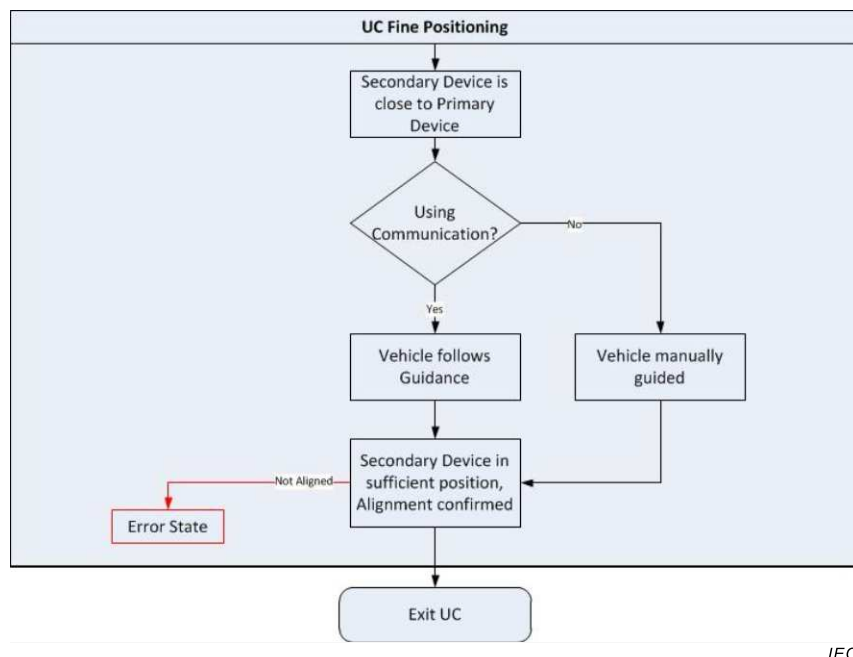 UC Fine Positioning
Secondary Device is
close to Primary
Device
Using
Communication?
No
Yes
Vehicle follows
Guidance
Vehicle manually
guided
Secondary Device in
sufficient position,
Alignment confirmed
Not Aligned
Error State
Exit UC
IEC